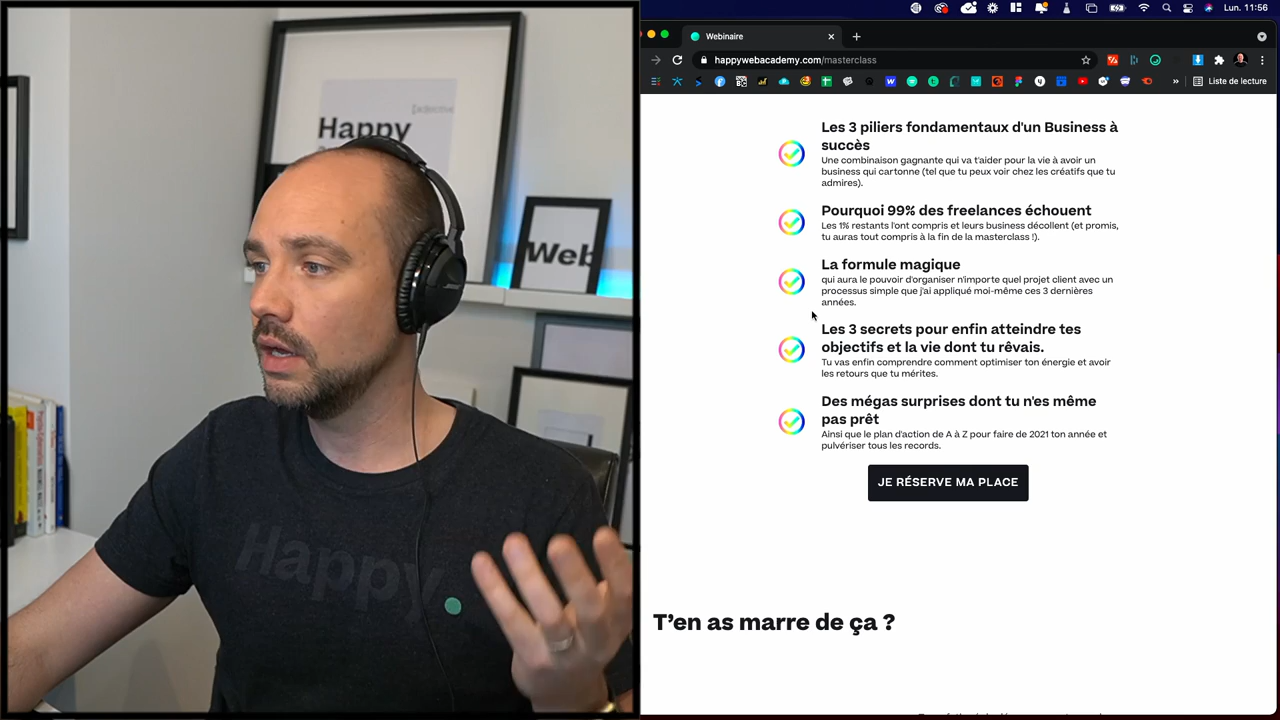 Happy
Web
BOSE
Happy.
Lun. 11:56
Webinaire
happywebacademy.com/masterclass
Liste de lecture
Les 3 piliers fondamentaux d'un Business à
succès
Une combinaison gagnante qui va t'aider pour la vie à avoir un
business qui cartonne (tel que tu peux voir chez les créatifs que tu
admires).
Pourquoi 99% des freelances échouent
Les 1% restants l'ont compris et leurs business décollent (et promis,
tu auras tout compris à la fin de la masterclass !).
La formule magique
qui aura le pouvoir d'organiser n'importe quel projet client avec un
processus simple que j'ai appliqué moi-même ces 3 dernières
années.
Les 3 secrets pour enfin atteindre tes
objectifs et la vie dont tu rêvais.
Tu vas enfin comprendre comment optimiser ton énergie et avoir
les retours que tu mérites.
Des mégas surprises dont tu n'es même
pas prêt
Ainsi que le plan d'action de A à Z pour faire de 2021 ton année et
pulvériser tous les records.
JE RÉSERVE MA PLACE
T'en as marre de ça ?